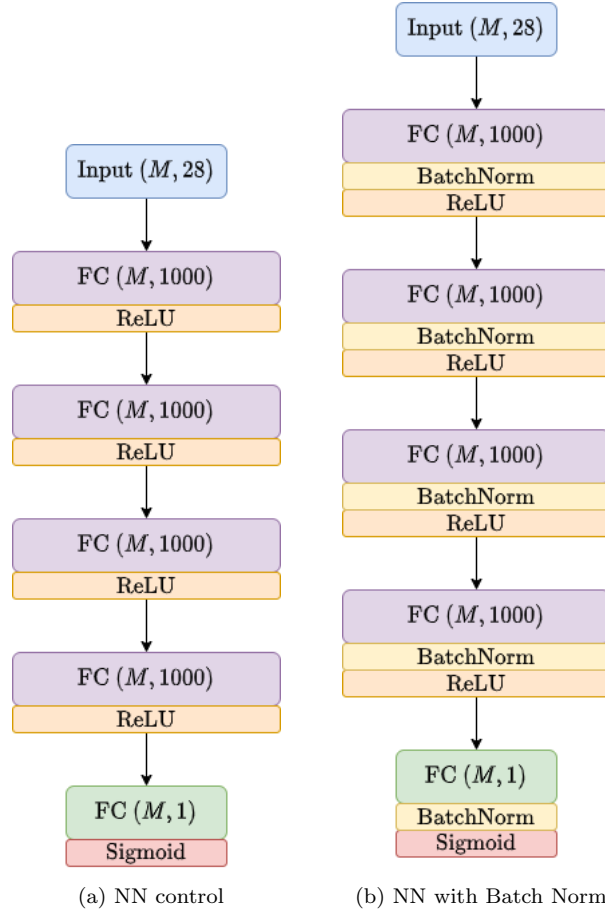 Input (M, 28)
FC (M, 1000)
ReLU
FC (M, 1000)
ReLU
FC (M, 1000)
ReLU
FC (M, 1000)
ReLU
FC (M, 1)
Sigmoid
(a) NN control
Input (M, 28)
FC (M, 1000)
BatchNorm
ReLU
FC (M, 1000)
BatchNorm
ReLU
FC (M, 1000)
BatchNorm
ReLU
FC (M, 1000)
BatchNorm
ReLU
FC (M, 1)
BatchNorm
Sigmoid
(b) NN with Batch Norm